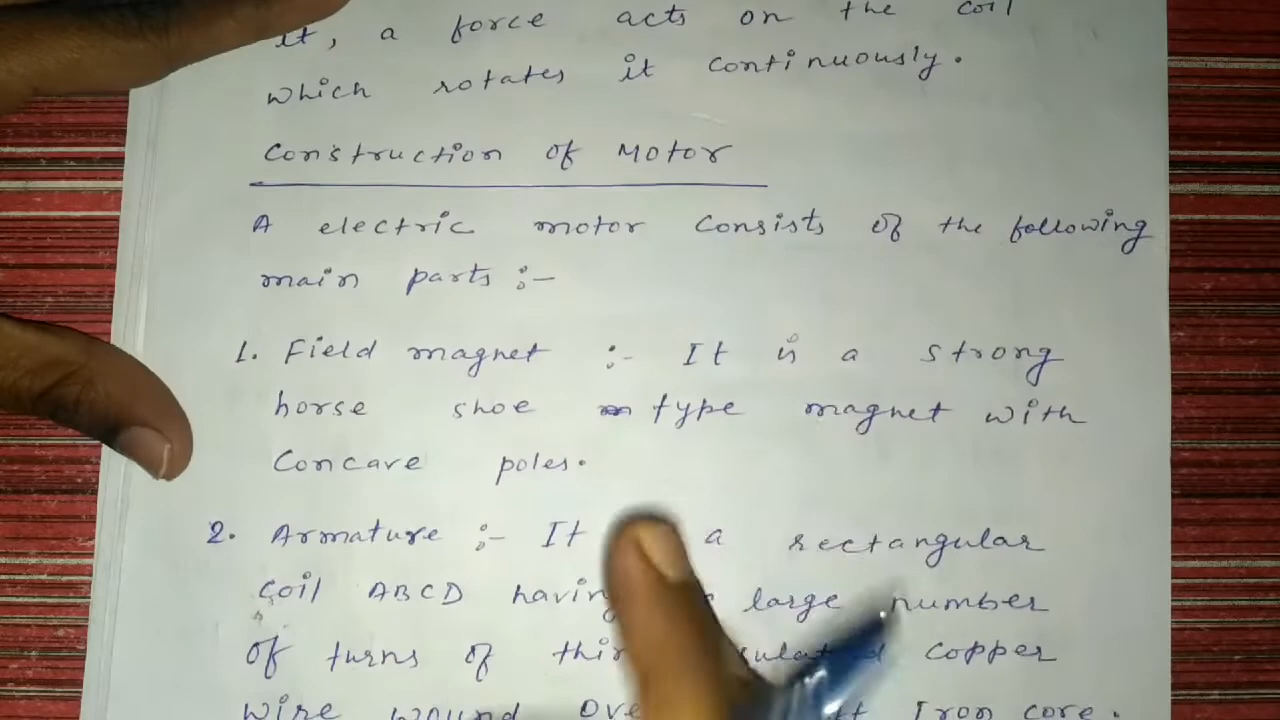 it, a force acts on the coil
which rotates it continuously.
Construction of Motor
A electric motor consists of the following
main parts :-
1. Field magnet :- It is a strong
horse shoe type magnet with
Concave poles.
2. Armature :- It a rectangular
Coil ABCD having large number
of turns of copper
wire wound Iron core.